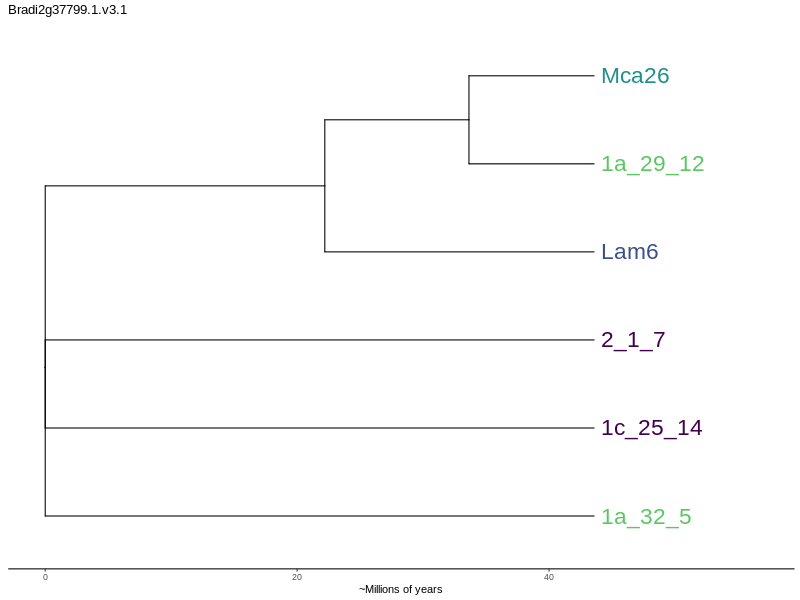 Bradi2g37799.1.v3.1
Mca26
1a_29_12
Lam6
2_1_7
1c_25_14
1a_32_5
0 20 40
~Millions of years